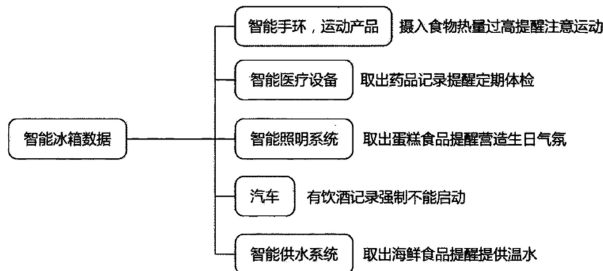 智能手环，运动产品 摄入食物热量过高提醒注意运动
智能医疗设备 取出药品记录提醒定期体检
智能冰箱数据
智能照明系统 取出蛋糕食品提醒营造生日气氛
汽车 有饮酒记录强制不能启动
智能供水系统 取出海鲜食品提醒提供温水